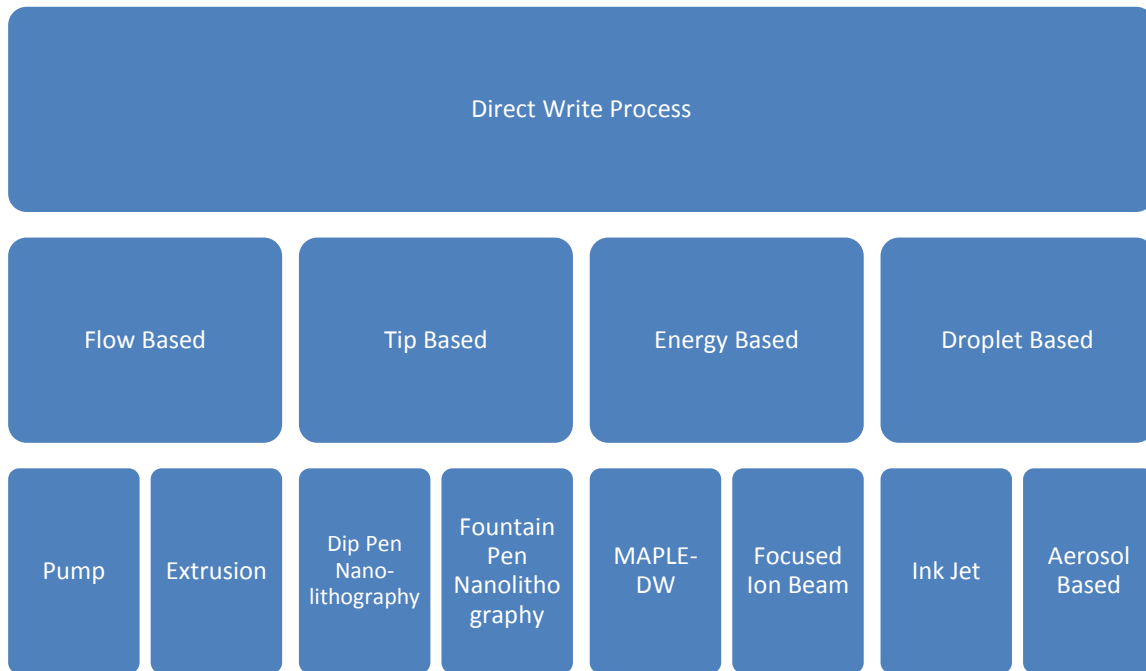 Direct Write Process
Flow Based
Tip Based
Energy Based
Droplet Based
Pump
Extrusion
Dip Pen
Nano-
lithography
Fountain
Pen
Nanolitho
graphy
MAPLE-
DW
Focused
Ion Beam
Ink Jet
Aerosol
Based